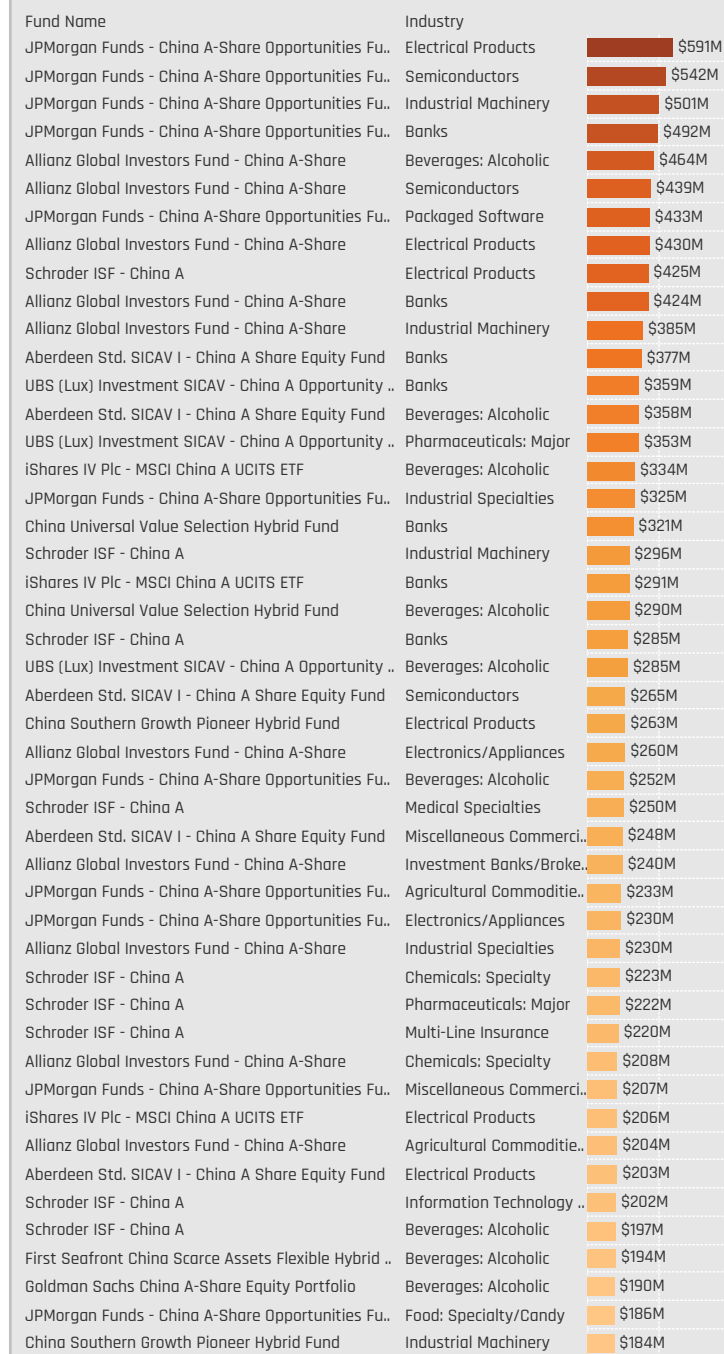 Fund Name Industry
JPMorgan Funds - China A-Share Opportunities Fu.. Electrical Products $591M
JPMorgan Funds - China A-Share Opportunities Fu.. Semiconductors $542M
JPMorgan Funds - China A-Share Opportunities Fu.. Industrial Machinery $501M
JPMorgan Funds - China A-Share Opportunities Fu.. Banks $492M
Allianz Global Investors Fund - China A-Share Beverages: Alcoholic $464M
Allianz Global Investors Fund - China A-Share Semiconductors $439M
JPMorgan Funds - China A-Share Opportunities Fu.. Packaged Software $433M
Allianz Global Investors Fund - China A-Share Electrical Products $430M
Schroder ISF - China A Electrical Products $425M
Allianz Global Investors Fund - China A-Share Banks $424M
Allianz Global Investors Fund - China A-Share Industrial Machinery $385M
Aberdeen Std. SICAV I - China A Share Equity Fund Banks $377M
UBS (Lux) Investment SICAV - China A Opportunity .. Banks $359M
Aberdeen Std. SICAV I - China A Share Equity Fund Beverages: Alcoholic $358M
UBS (Lux) Investment SICAV - China A Opportunity .. Pharmaceuticals: Major $353M
iShares IV Plc - MSCI China A UCITS ETF Beverages: Alcoholic $334M
JPMorgan Funds - China A-Share Opportunities Fu.. Industrial Specialties $325M
China Universal Value Selection Hybrid Fund Banks $321M
Schroder ISF - China A Industrial Machinery $296M
iShares IV Plc - MSCI China A UCITS ETF Banks $291M
China Universal Value Selection Hybrid Fund Beverages: Alcoholic $290M
Schroder ISF - China A Banks $285M
UBS (Lux) Investment SICAV - China A Opportunity .. Beverages: Alcoholic $285M
Aberdeen Std. SICAV I - China A Share Equity Fund Semiconductors $265M
China Southern Growth Pioneer Hybrid Fund Electrical Products $263M
Allianz Global Investors Fund - China A-Share Electronics/Appliances $260M
JPMorgan Funds - China A-Share Opportunities Fu.. Beverages: Alcoholic $252M
Schroder ISF - China A Medical Specialties $250M
Aberdeen Std. SICAV I - China A Share Equity Fund Miscellaneous Commerci.. $248M
Allianz Global Investors Fund - China A-Share Investment Banks/Broke.. $240M
JPMorgan Funds - China A-Share Opportunities Fu.. Agricultural Commoditie.. $233M
JPMorgan Funds - China A-Share Opportunities Fu.. Electronics/Appliances $230M
Allianz Global Investors Fund - China A-Share Industrial Specialties $230M
Schroder ISF - China A Chemicals: Specialty $223M
Schroder ISF - China A Pharmaceuticals: Major $222M
Schroder ISF - China A Multi-Line Insurance $220M
Allianz Global Investors Fund - China A-Share Chemicals: Specialty $208M
JPMorgan Funds - China A-Share Opportunities Fu.. Miscellaneous Commerci.. $207M
iShares IV Plc - MSCI China A UCITS ETF Electrical Products $206M
Allianz Global Investors Fund - China A-Share Agricultural Commoditie.. $204M
Aberdeen Std. SICAV I - China A Share Equity Fund Electrical Products $203M
Schroder ISF - China A Information Technology .. $202M
Schroder ISF - China A Beverages: Alcoholic $197M
First Seafront China Scarce Assets Flexible Hybrid .. Beverages: Alcoholic $194M
Goldman Sachs China A-Share Equity Portfolio Beverages: Alcoholic $190M
JPMorgan Funds - China A-Share Opportunities Fu.. Food: Specialty/Candy $186M
China Southern Growth Pioneer Hybrid Fund Industrial Machinery $184M